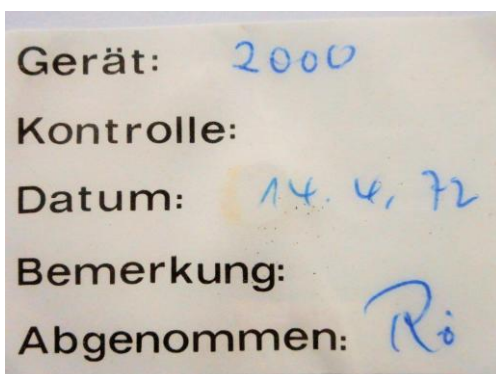 Gerät: 2000
Kontrolle:
Datum: 14. 4. 72
Bemerkung:
Abgenommen: Rö